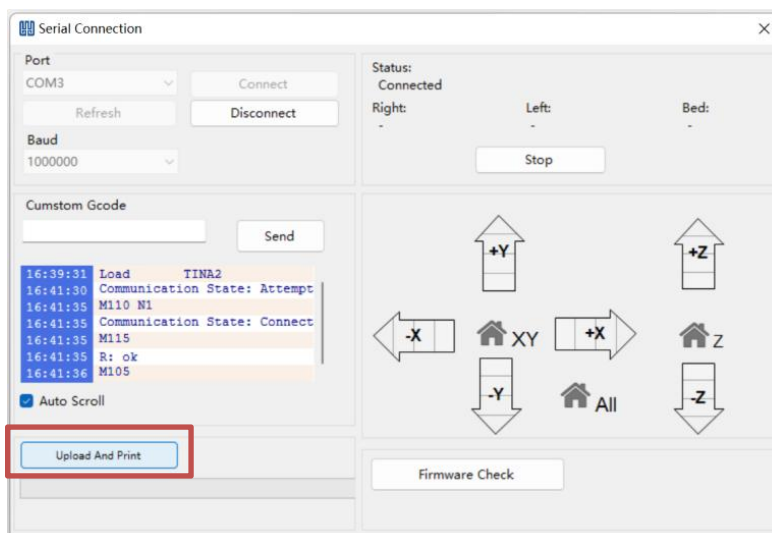 Serial Connection
Port
COM3
Connect
Refresh
Disconnect
Baud
1000000
Status:
Connected
Right:
Left:
Bed:
-
-
-
Stop
Cumstom Gcode
Send
16:39:31 Load TINA2
16:41:30 Communication State: Attempt
16:41:35 M110 N1
16:41:35 Communication State: Connect
16:41:35 M115
16:41:35 R: ok
16:41:36 M105
Auto Scroll
Upload And Print
+Y
+Z
-X
XY
+X
Z
-Y
All
-Z
Firmware Check